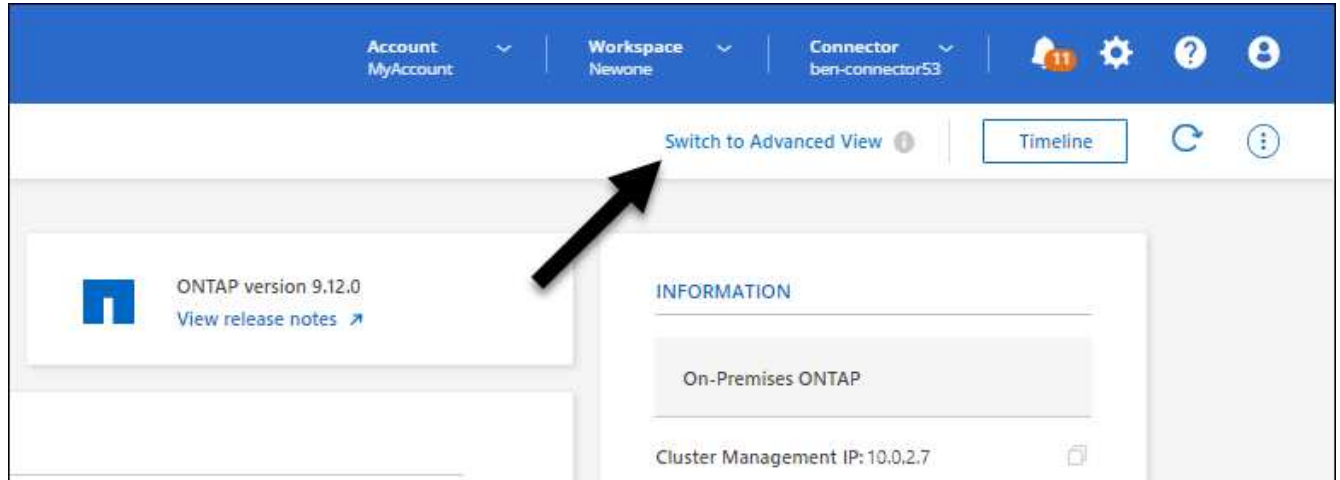 Account
MyAccount
Workspace
Newone
Connector
ben-connector53
11
Switch to Advanced View
Timeline
ONTAP version 9.12.0
View release notes
INFORMATION
On-Premises ONTAP
Cluster Management IP: 10.0.2.7